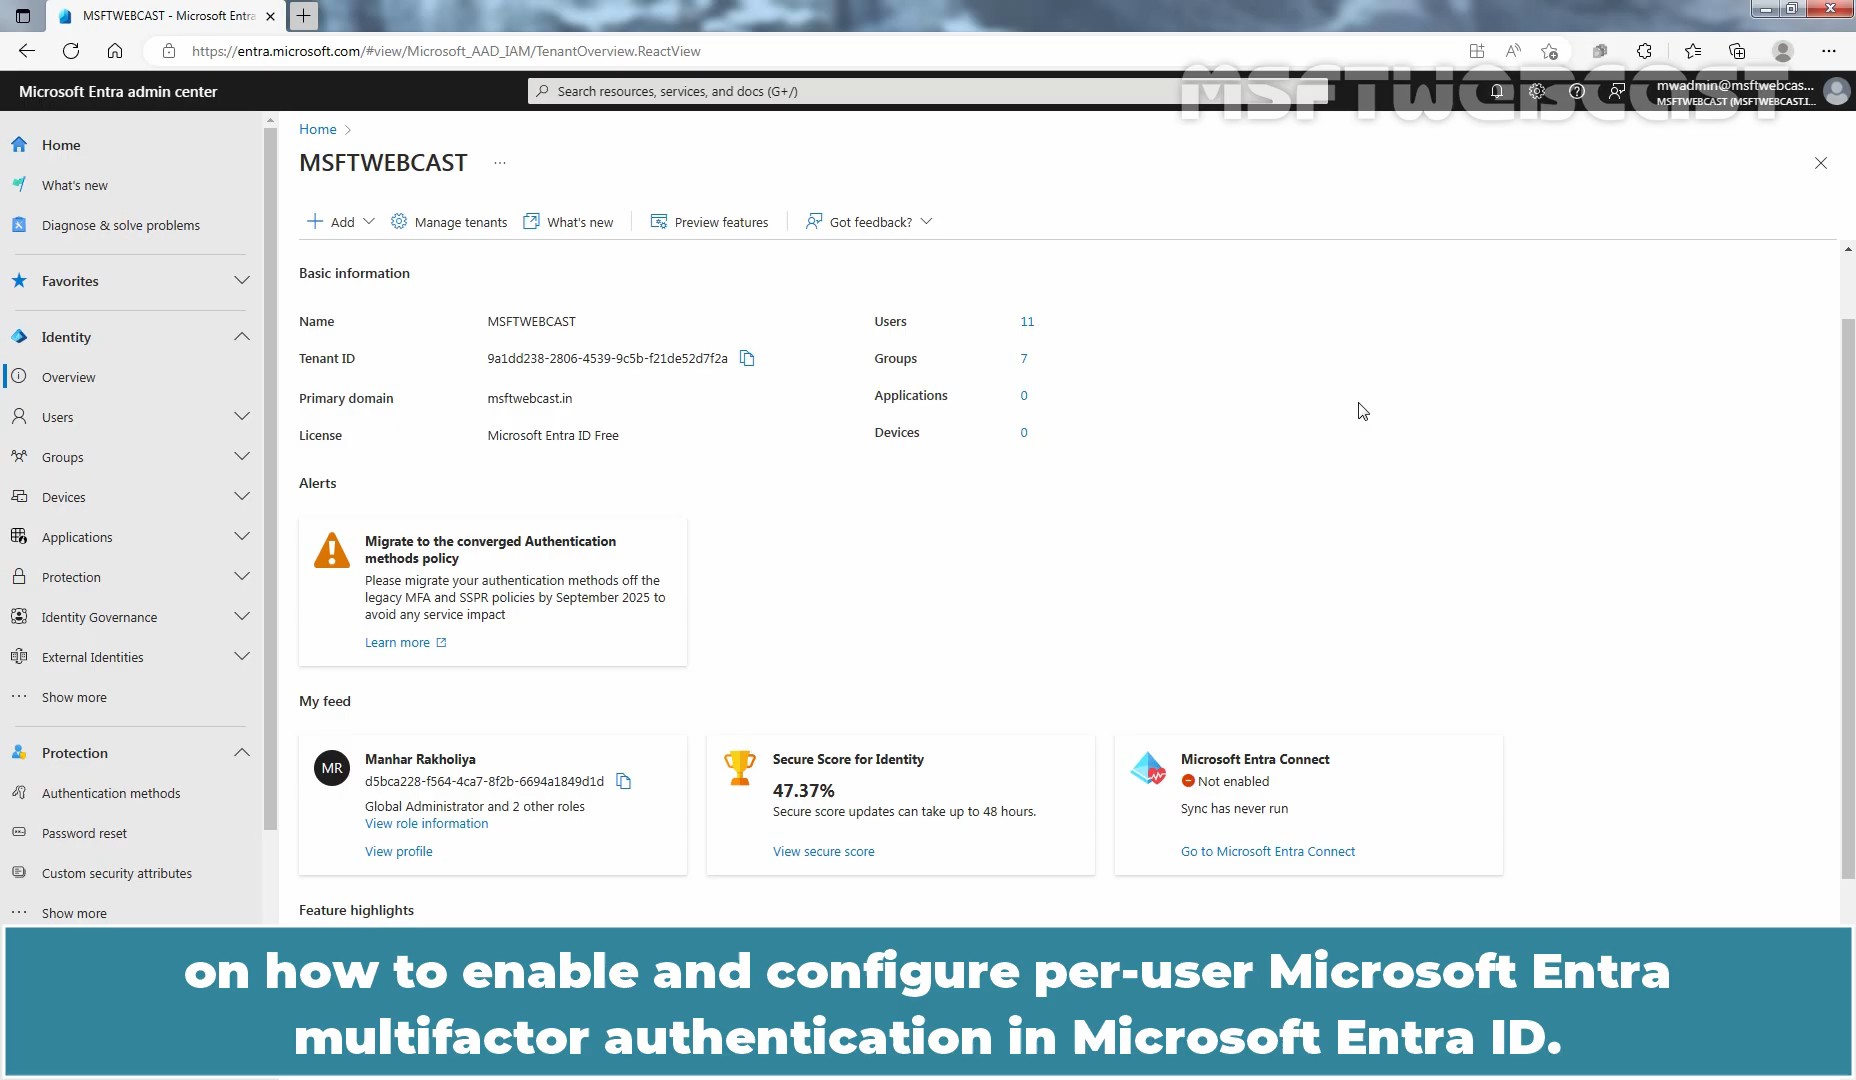 MSFTWEBCAST - Microsoft Entra
https://entra.microsoft.com/#view/Microsoft_AAD_IAM/TenantOverview.ReactView
MSFTWEBCAST
Microsoft Entra admin center
Search resources, services, and docs (G+/)
mwadmin@msftwebcas...
MSFTWEBCAST (MSFTWEBCAST.I...
Home
What's new
Diagnose & solve problems
Favorites
Identity
Overview
Users
Groups
Devices
Applications
Protection
Identity Governance
External Identities
Show more
Protection
Authentication methods
Password reset
Custom security attributes
Show more
Home
MSFTWEBCAST
Add
Manage tenants
What's new
Preview features
Got feedback?
Basic information
Name MSFTWEBCAST Users 11
Tenant ID 9a1dd238-2806-4539-9c5b-f21de52d7f2a Groups 7
Primary domain msftwebcast.in Applications 0
License Microsoft Entra ID Free Devices 0
Alerts
Migrate to the converged Authentication
methods policy
Please migrate your authentication methods off the
legacy MFA and SSPR policies by September 2025 to
avoid any service impact
Learn more
My feed
MR
Manhar Rakholiya
d5bca228-f564-4ca7-8f2b-6694a1849d1d
Global Administrator and 2 other roles
View role information
View profile
Secure Score for Identity
47.37%
Secure score updates can take up to 48 hours.
View secure score
Microsoft Entra Connect
Not enabled
Sync has never run
Go to Microsoft Entra Connect
Feature highlights
on how to enable and configure per-user Microsoft Entra
multifactor authentication in Microsoft Entra ID.